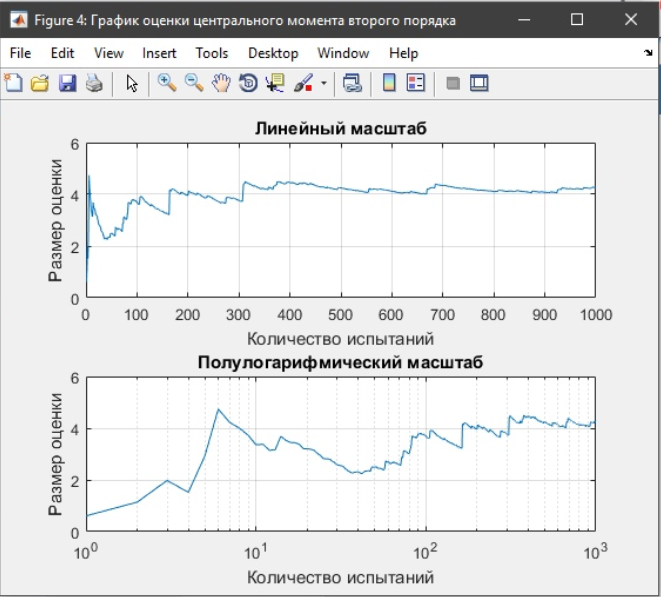 Figure 4: График оценки центрального момента второго порядка
File Edit View Insert Tools Desktop Window Help
Линейный масштаб
Размер оценки
6
4
2
0
0 100 200 300 400 500 600 700 800 900 1000
Количество испытаний
Полулогарифмический масштаб
Размер оценки
6
4
2
0
10^0 10^1 10^2 10^3
Количество испытаний